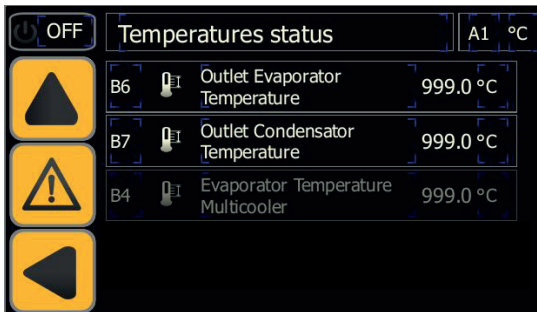 OFF
Temperatures status
A1 °C
B6 Outlet Evaporator Temperature 999.0 °C
B7 Outlet Condensator Temperature 999.0 °C
B4 Evaporator Temperature Multicooler 999.0 °C